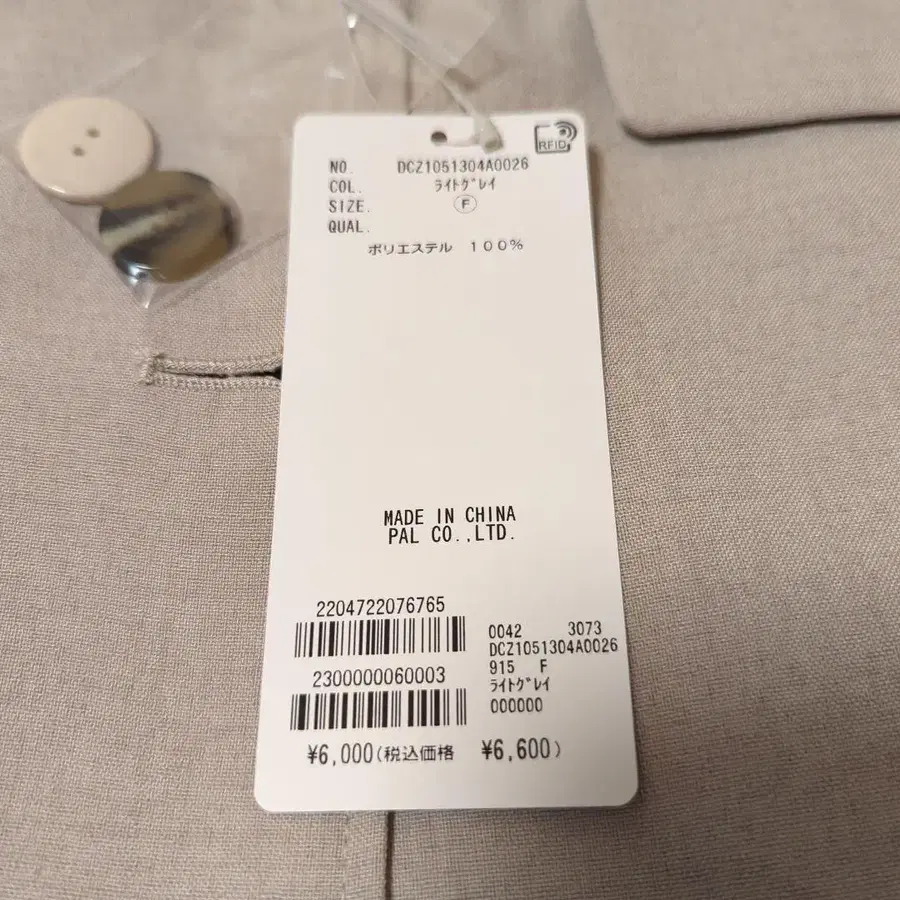 RFID
NO. DCZ1051304A0026
COL. ﾗｲﾄｸﾞﾚｲ
SIZE. F
QUAL.
ポリエステル 100%
MADE IN CHINA
PAL CO.,LTD.
2204722076765
2300000060003
0042 3073
DCZ1051304A0026
915 F
ﾗｲﾄｸﾞﾚｲ
000000
¥6,000(税込価格 ¥6,600)